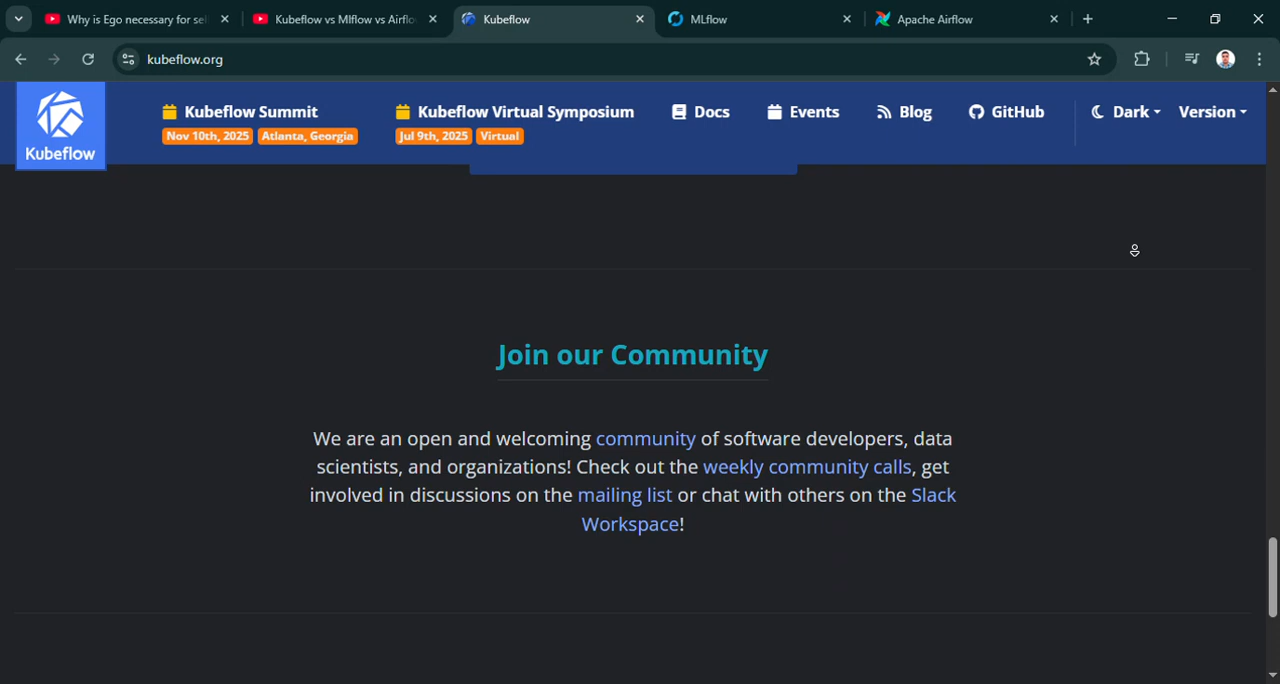 Why is Ego necessary for sel
Kubeflow vs Mlflow vs Airflo
Kubeflow
MLflow
Apache Airflow
kubeflow.org
Kubeflow
Kubeflow Summit
Nov 10th, 2025 Atlanta, Georgia
Kubeflow Virtual Symposium
Jul 9th, 2025 Virtual
Docs
Events
Blog
GitHub
Dark
Version
Join our Community
We are an open and welcoming community of software developers, data
scientists, and organizations! Check out the weekly community calls, get
involved in discussions on the mailing list or chat with others on the Slack
Workspace!